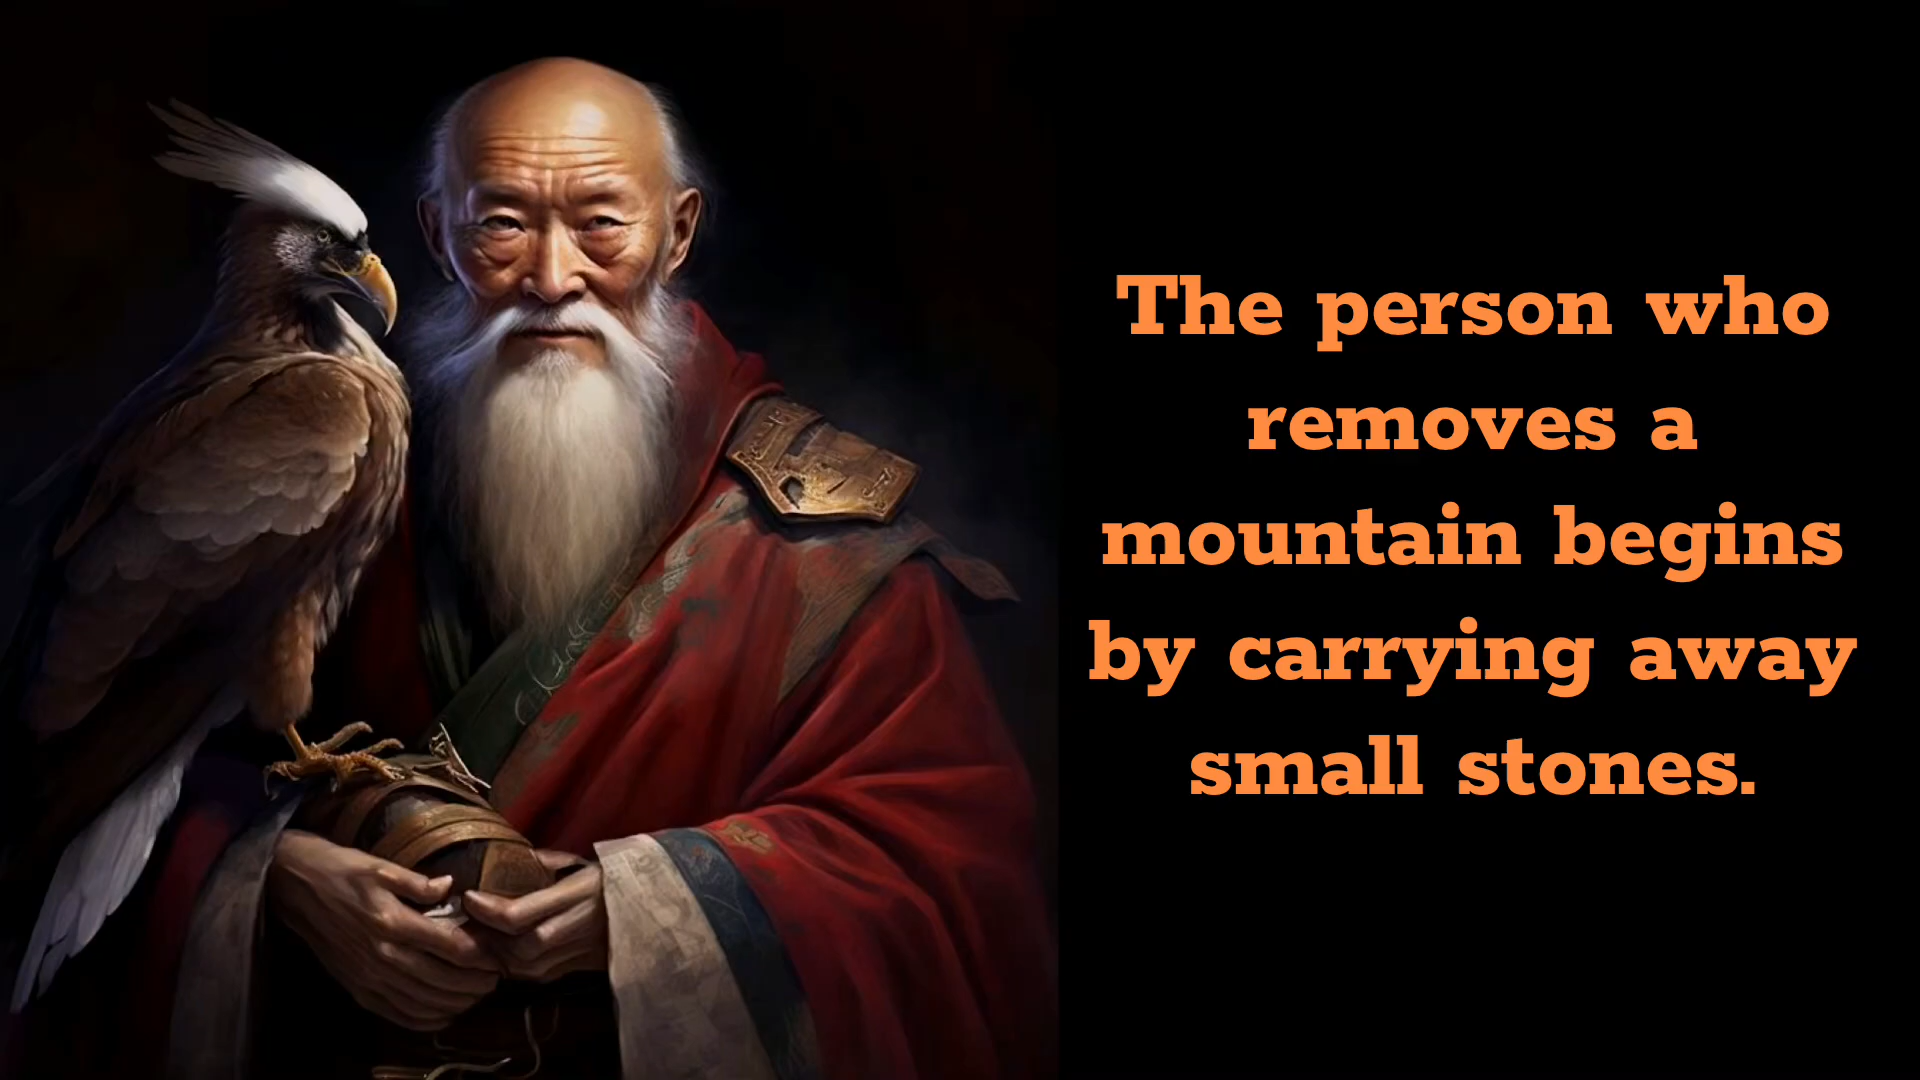 The person who
removes a
mountain begins
by carrying away
small stones.